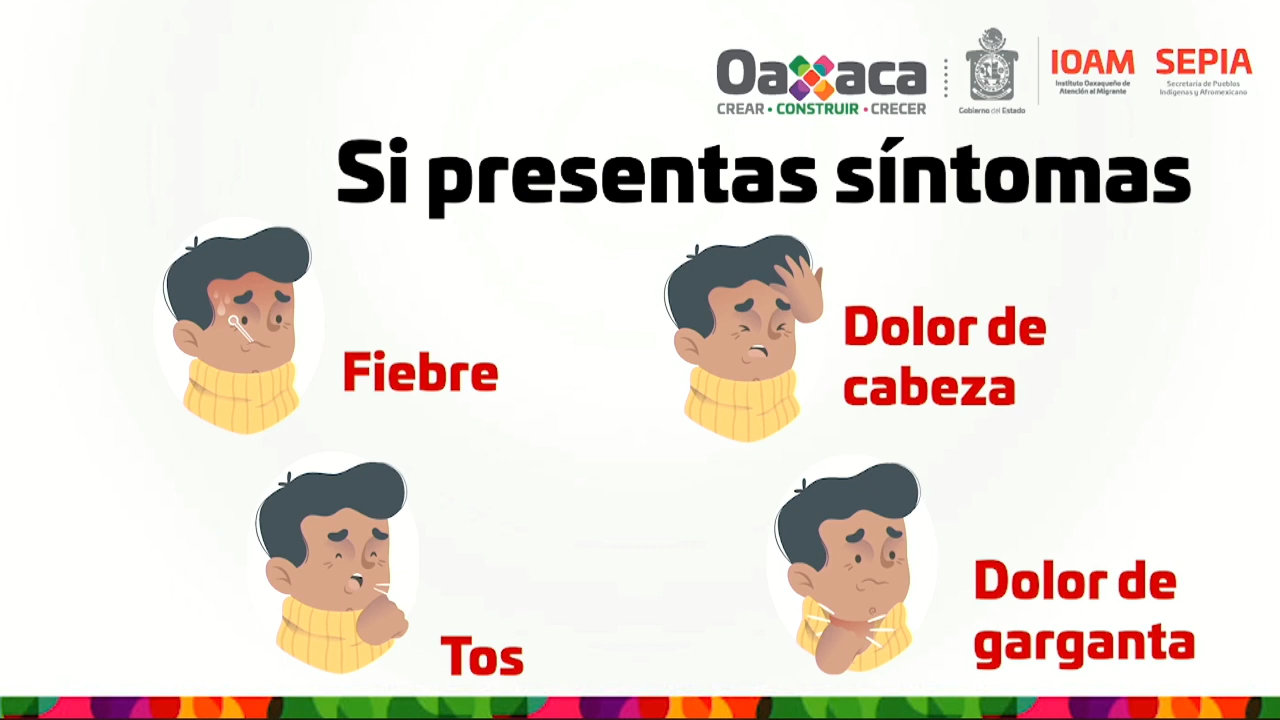 Oaxaca
CREAR • CONSTRUIR • CRECER
Gobierno del Estado
IOAM
Instituto Oaxaqueño de
Atención al Migrante
SEPIA
Secretaría de Pueblos
Indígenas y Afromexicano
Si presentas síntomas
Fiebre
Dolor de
cabeza
Tos
Dolor de
garganta